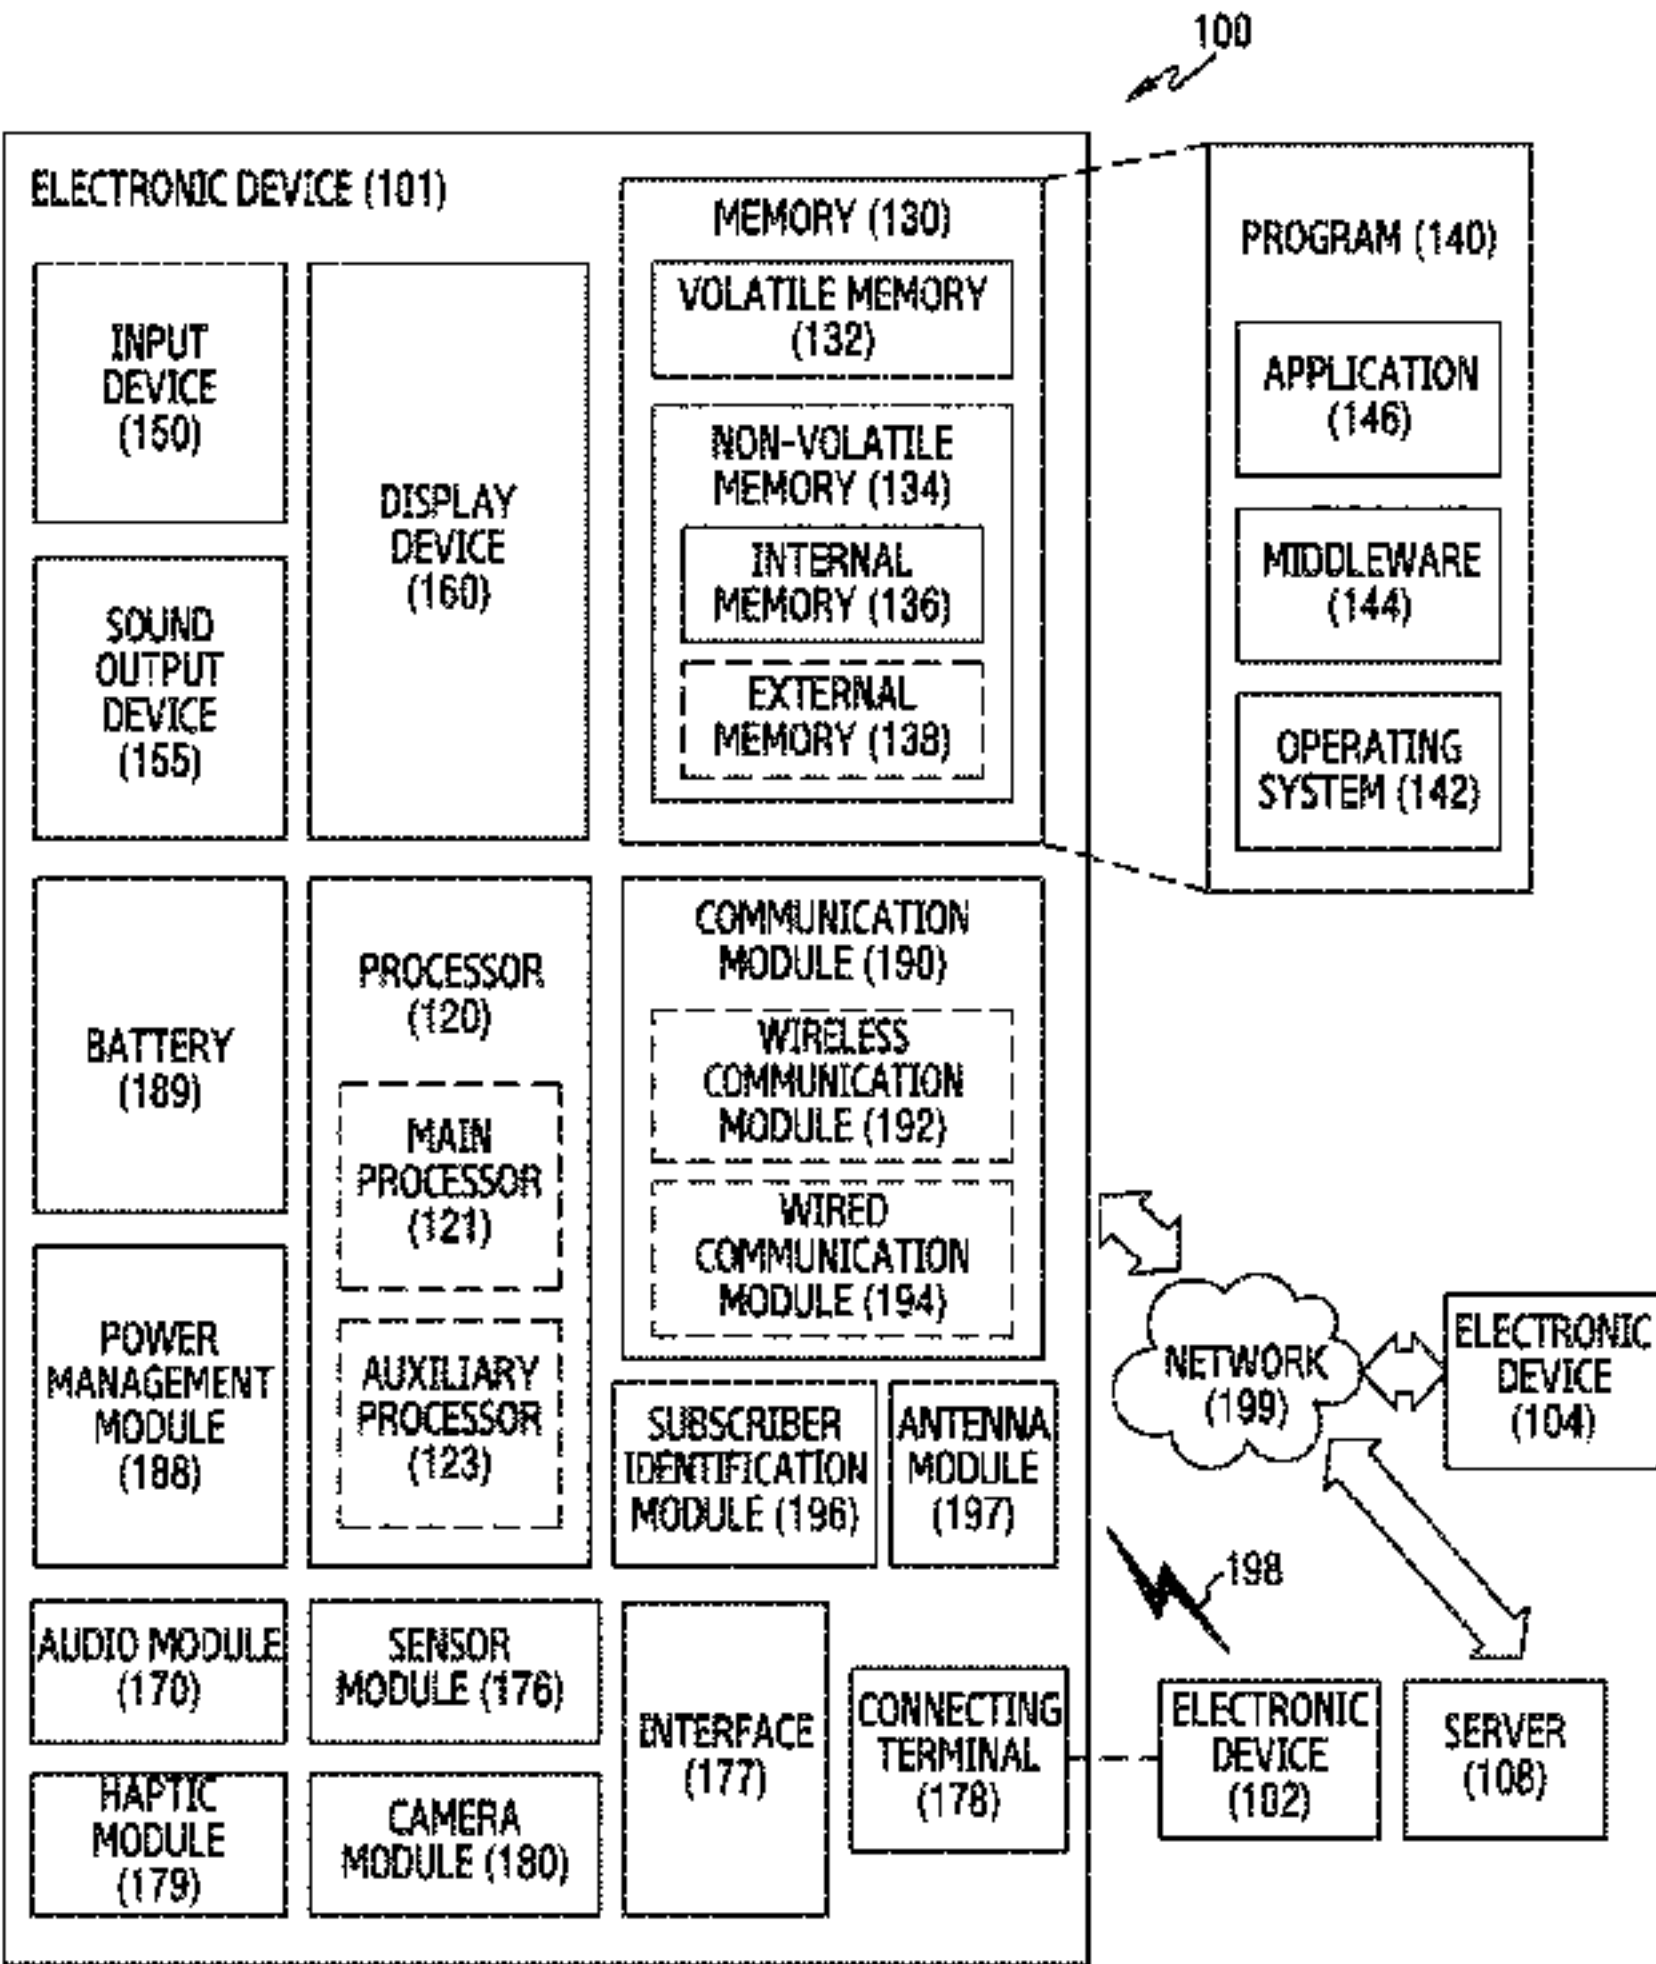 100
ELECTRONIC DEVICE (101)
INPUT
DEVICE
(150)
DISPLAY
DEVICE
(160)
SOUND
OUTPUT
DEVICE
(155)
MEMORY (130)
VOLATILE MEMORY
(132)
NON-VOLATILE
MEMORY (134)
INTERNAL
MEMORY (136)
EXTERNAL
MEMORY (138)
PROGRAM (140)
APPLICATION
(146)
MIDDLEWARE
(144)
OPERATING
SYSTEM (142)
BATTERY
(189)
POWER
MANAGEMENT
MODULE
(188)
PROCESSOR
(120)
MAIN
PROCESSOR
(121)
AUXILIARY
PROCESSOR
(123)
COMMUNICATION
MODULE (190)
WIRELESS
COMMUNICATION
MODULE (192)
WIRED
COMMUNICATION
MODULE (194)
SUBSCRIBER
IDENTIFICATION
MODULE (196)
ANTENNA
MODULE
(197)
NETWORK
(199)
ELECTRONIC
DEVICE
(104)
198
AUDIO MODULE
(170)
SENSOR
MODULE (176)
INTERFACE
(177)
CONNECTING
TERMINAL
(178)
ELECTRONIC
DEVICE
(102)
SERVER
(108)
HAPTIC
MODULE
(179)
CAMERA
MODULE (180)